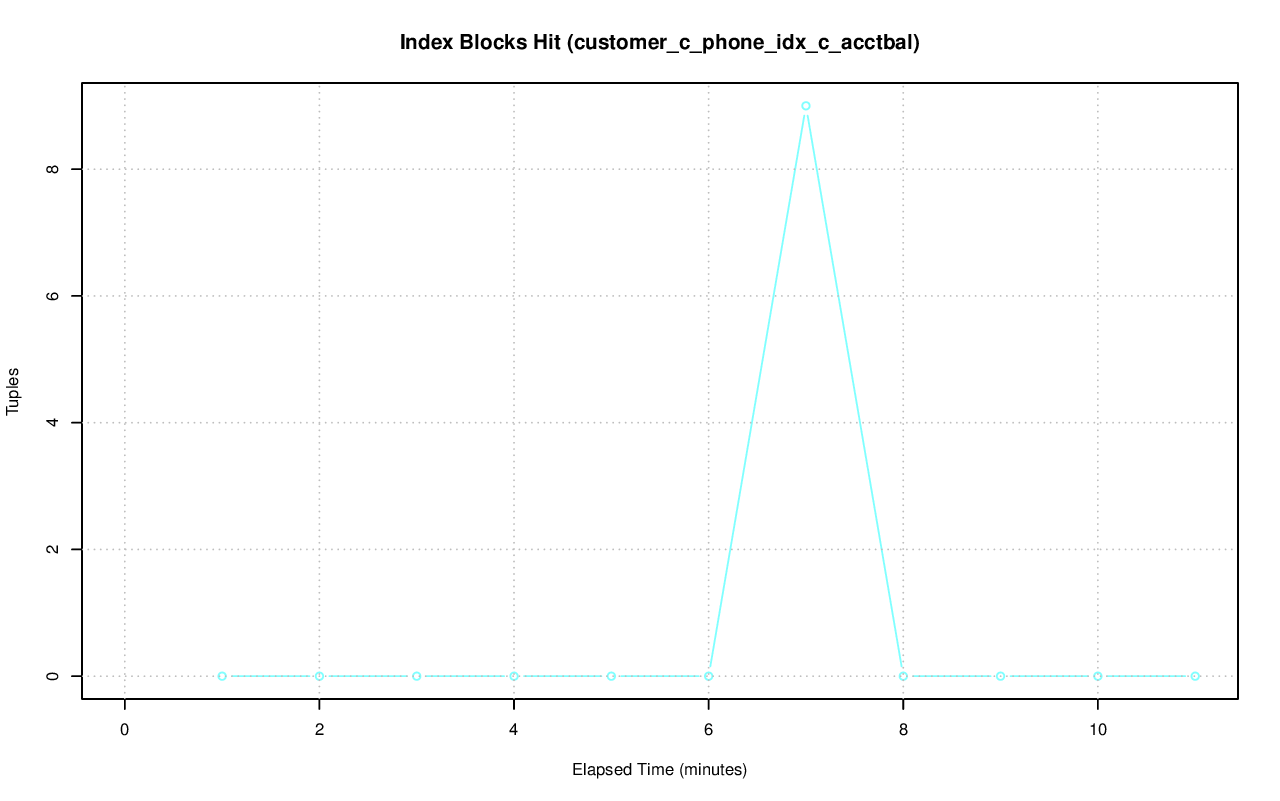 Index Blocks Hit (customer_c_phone_idx_c_acctbal)
8
6
4
2
0
Tuples
0 2 4 6 8 10
Elapsed Time (minutes)